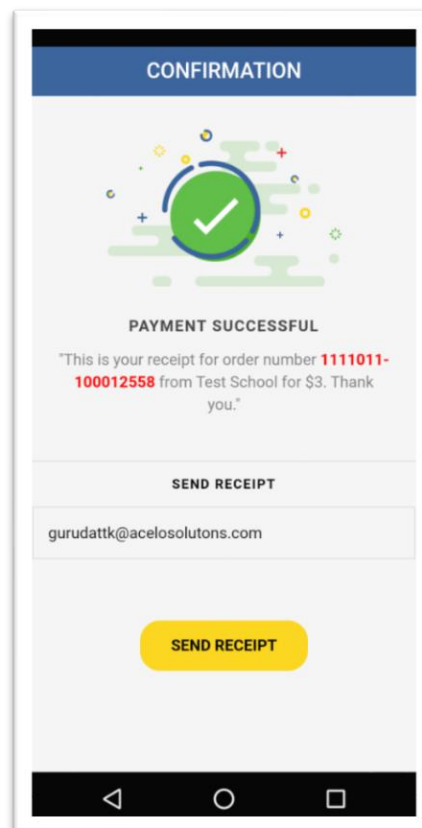 CONFIRMATION
PAYMENT SUCCESSFUL
"This is your receipt for order number 1111011-
100012558 from Test School for $3. Thank
you."
SEND RECEIPT
gurudattk@acelosolutons.com
SEND RECEIPT